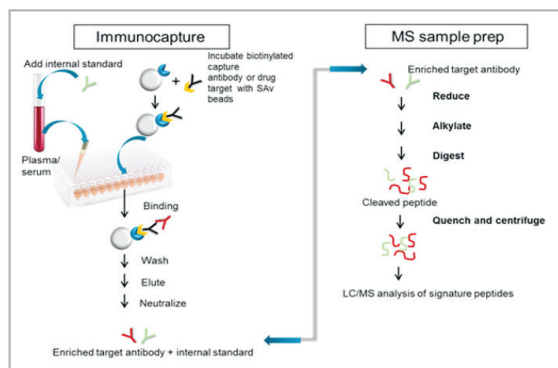 Immunocapture
Add internal standard
Incubate biotinylated
capture
antibody or drug
target with SAv
beads
Plasma/
serum
Binding
Wash
Elute
Neutralize
Enriched target antibody + internal standard
MS sample prep
Enriched target antibody
Reduce
Alkylate
Digest
Cleaved peptide
Quench and centrifuge
LC/MS analysis of signature peptides